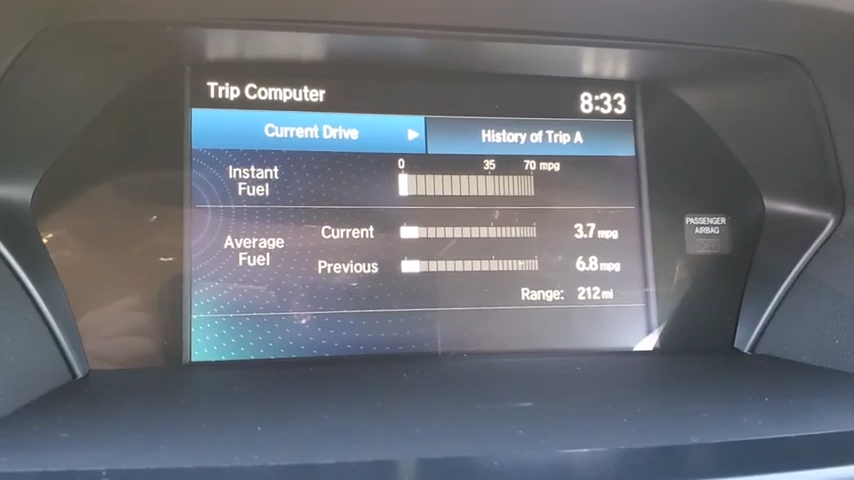 Trip Computer 8:33
Current Drive ▶ History of Trip A
Instant Fuel 0 35 70 mpg
Average Fuel
Current 3.7 mpg
Previous 6.8 mpg
Range: 212 mi
PASSENGER
AIRBAG
OFF